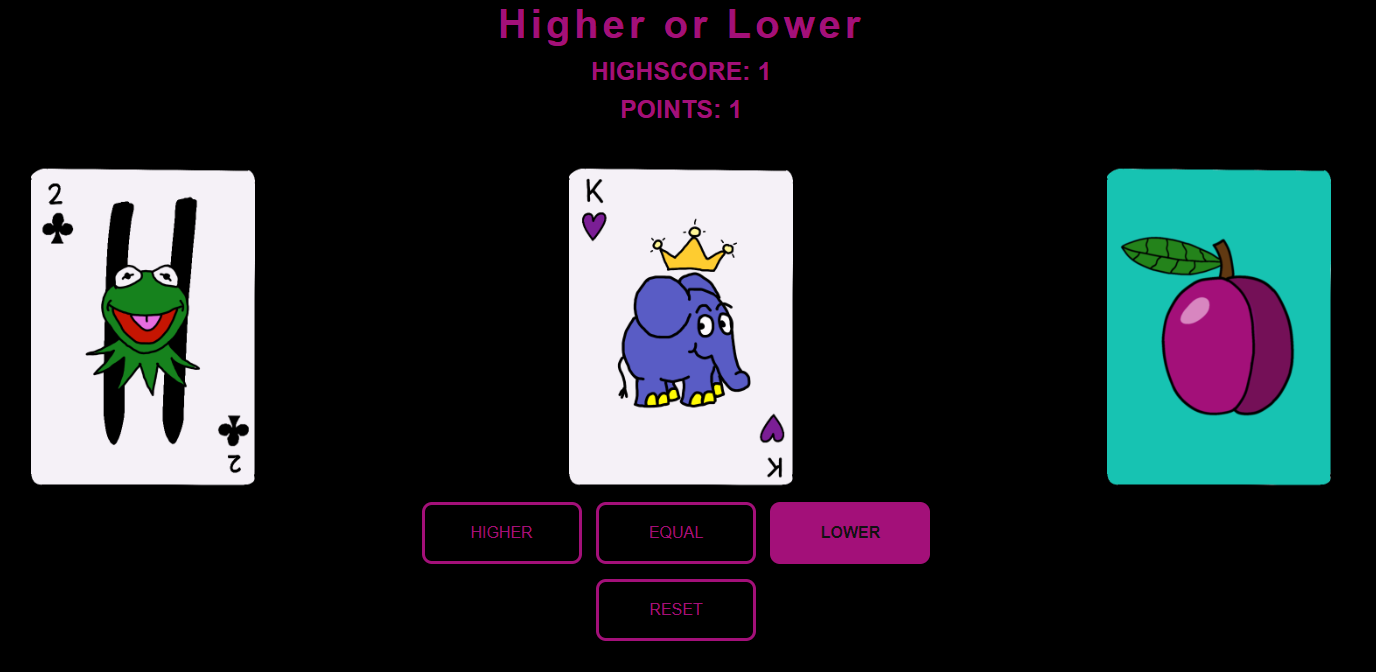 Higher or Lower
HIGHSCORE: 1
POINTS: 1
2
2
K
K
HIGHER
EQUAL
LOWER
RESET